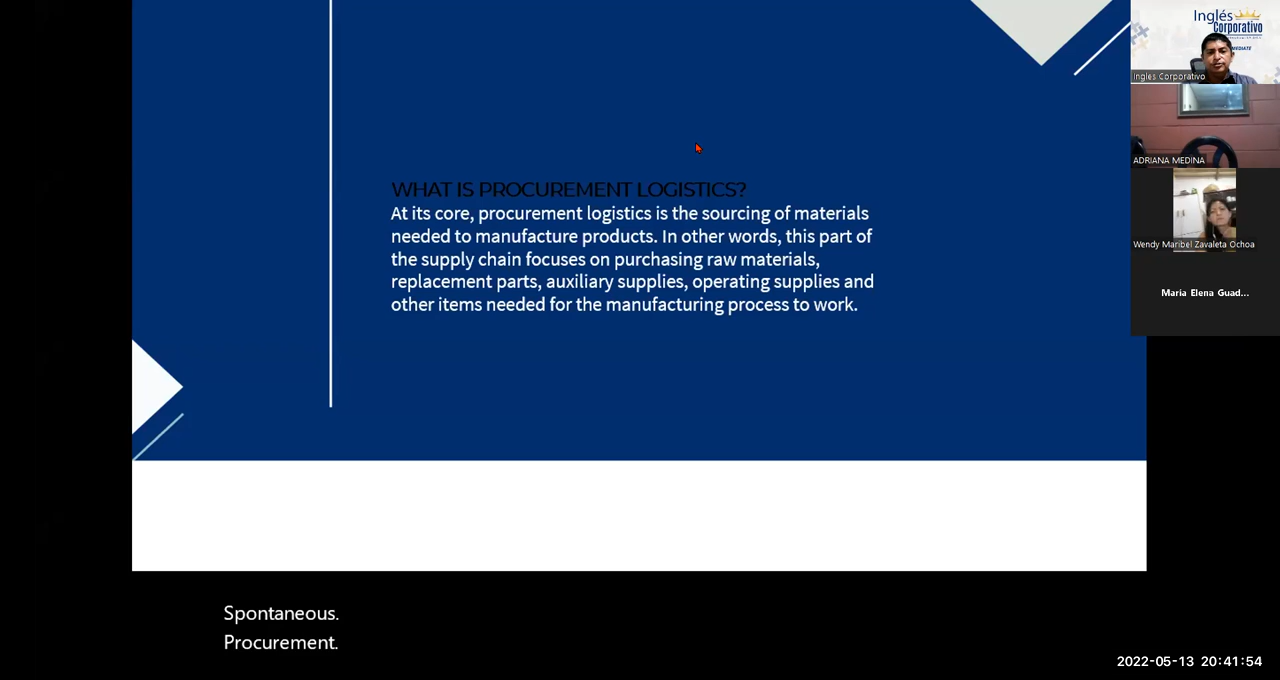 WHAT IS PROCUREMENT LOGISTICS?
At its core, procurement logistics is the sourcing of materials
needed to manufacture products. In other words, this part of
the supply chain focuses on purchasing raw materials,
replacement parts, auxiliary supplies, operating supplies and
other items needed for the manufacturing process to work.
Inglés
Corporativo
Ingles Corporativo
ADRIANA MEDINA
Wendy Maribel Zavaleta Ochoa
Maria Elena Guad...
Spontaneous.
Procurement.
2022-05-13 20:41:54